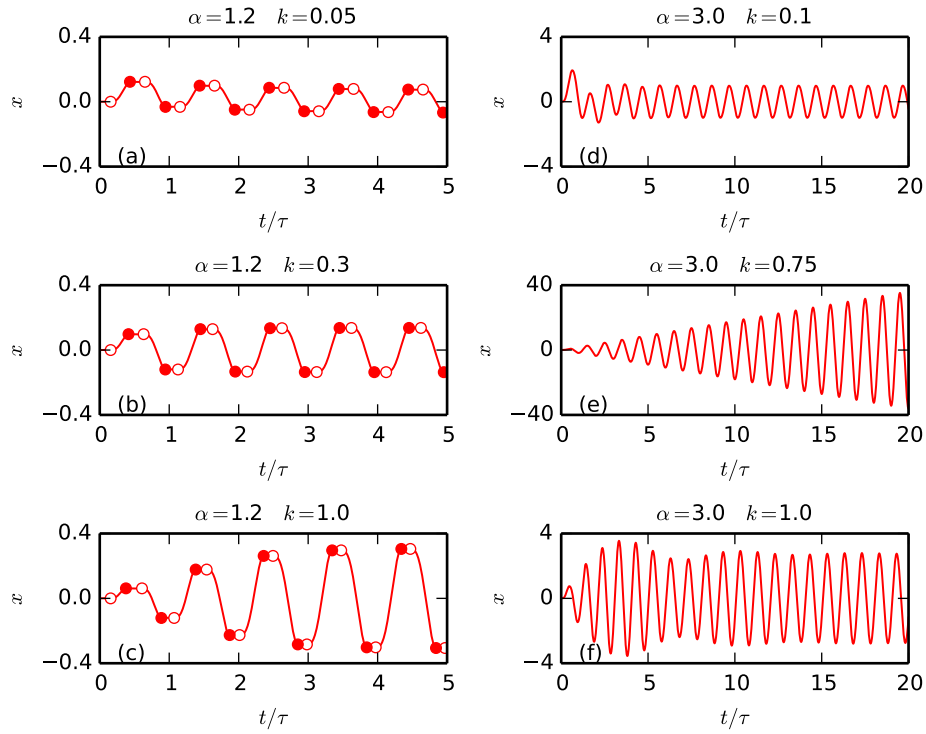 α=1.2 k=0.05
0.4
0.0
−0.4
x
(a)
0 1 2 3 4 5
t/τ
α=3.0 k=0.1
4
0
−4
x
(d)
0 5 10 15 20
t/τ
α=1.2 k=0.3
0.4
0.0
−0.4
x
(b)
0 1 2 3 4 5
t/τ
α=3.0 k=0.75
40
0
−40
x
(e)
0 5 10 15 20
t/τ
α=1.2 k=1.0
0.4
0.0
−0.4
x
(c)
0 1 2 3 4 5
t/τ
α=3.0 k=1.0
4
0
−4
x
(f)
0 5 10 15 20
t/τ